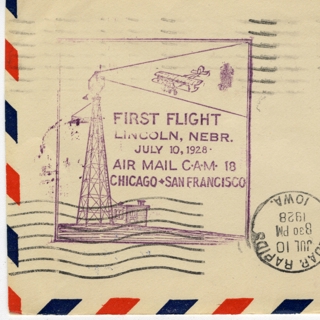 FIRST FLIGHT
LINCOLN, NEBR.
JULY 10, 1928.
AIR MAIL C·A·M· 18
CHICAGO + SAN FRANCISCO
RAPIDS
IOWA.
JUL 10
8 30 PM
1928